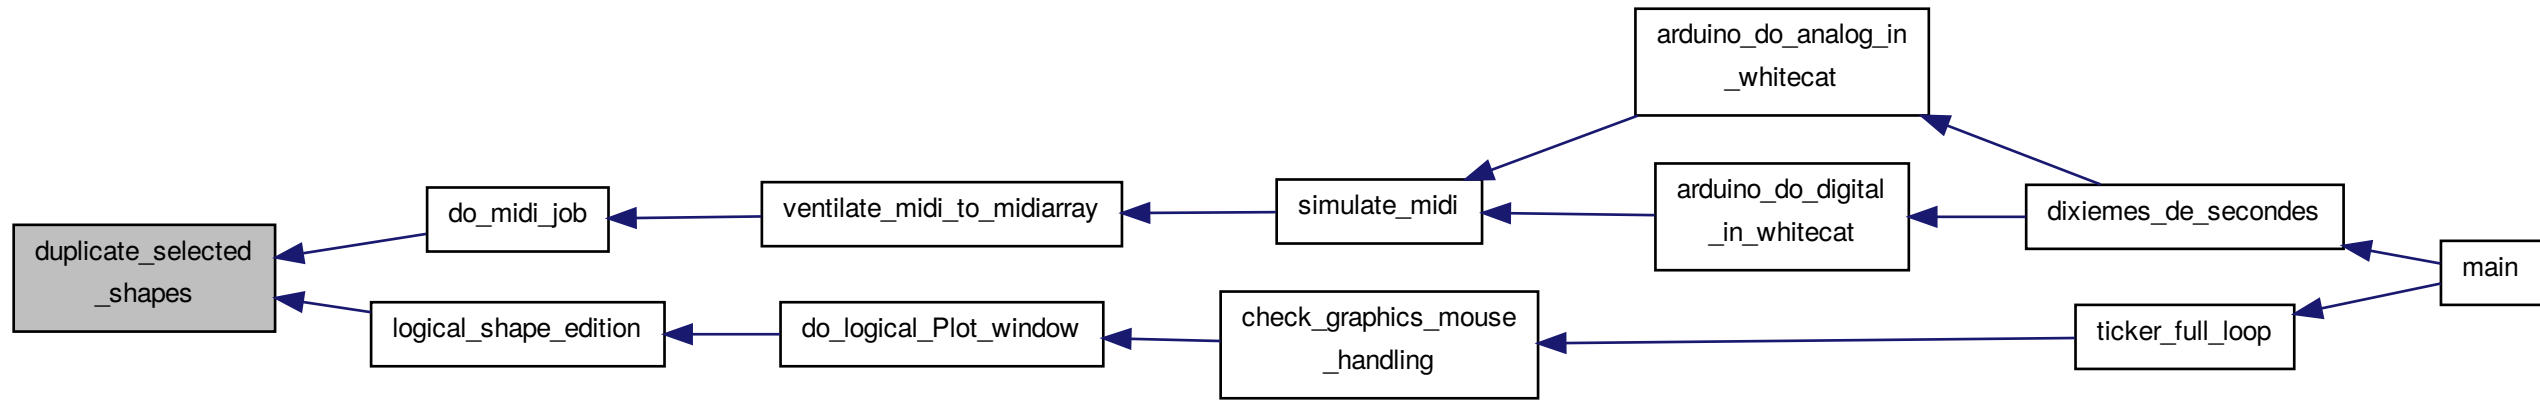 duplicate_selected
_shapes
do_midi_job
logical_shape_edition
ventilate_midi_to_midiarray
do_logical_Plot_window
simulate_midi
check_graphics_mouse
_handling
arduino_do_analog_in
_whitecat
arduino_do_digital
_in_whitecat
dixiemes_de_secondes
ticker_full_loop
main